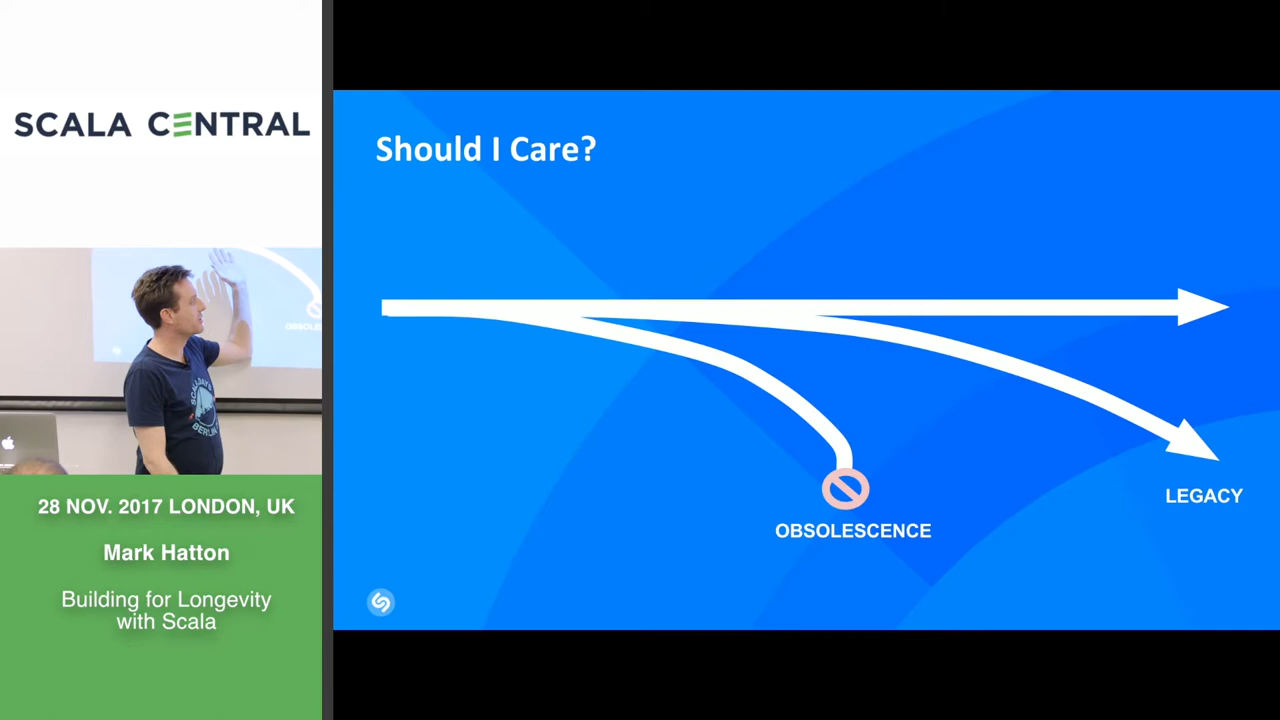 SCALA CENTRAL
28 NOV. 2017 LONDON, UK
Mark Hatton
Building for Longevity
with Scala
Should I Care?
OBSOLESCENCE
LEGACY